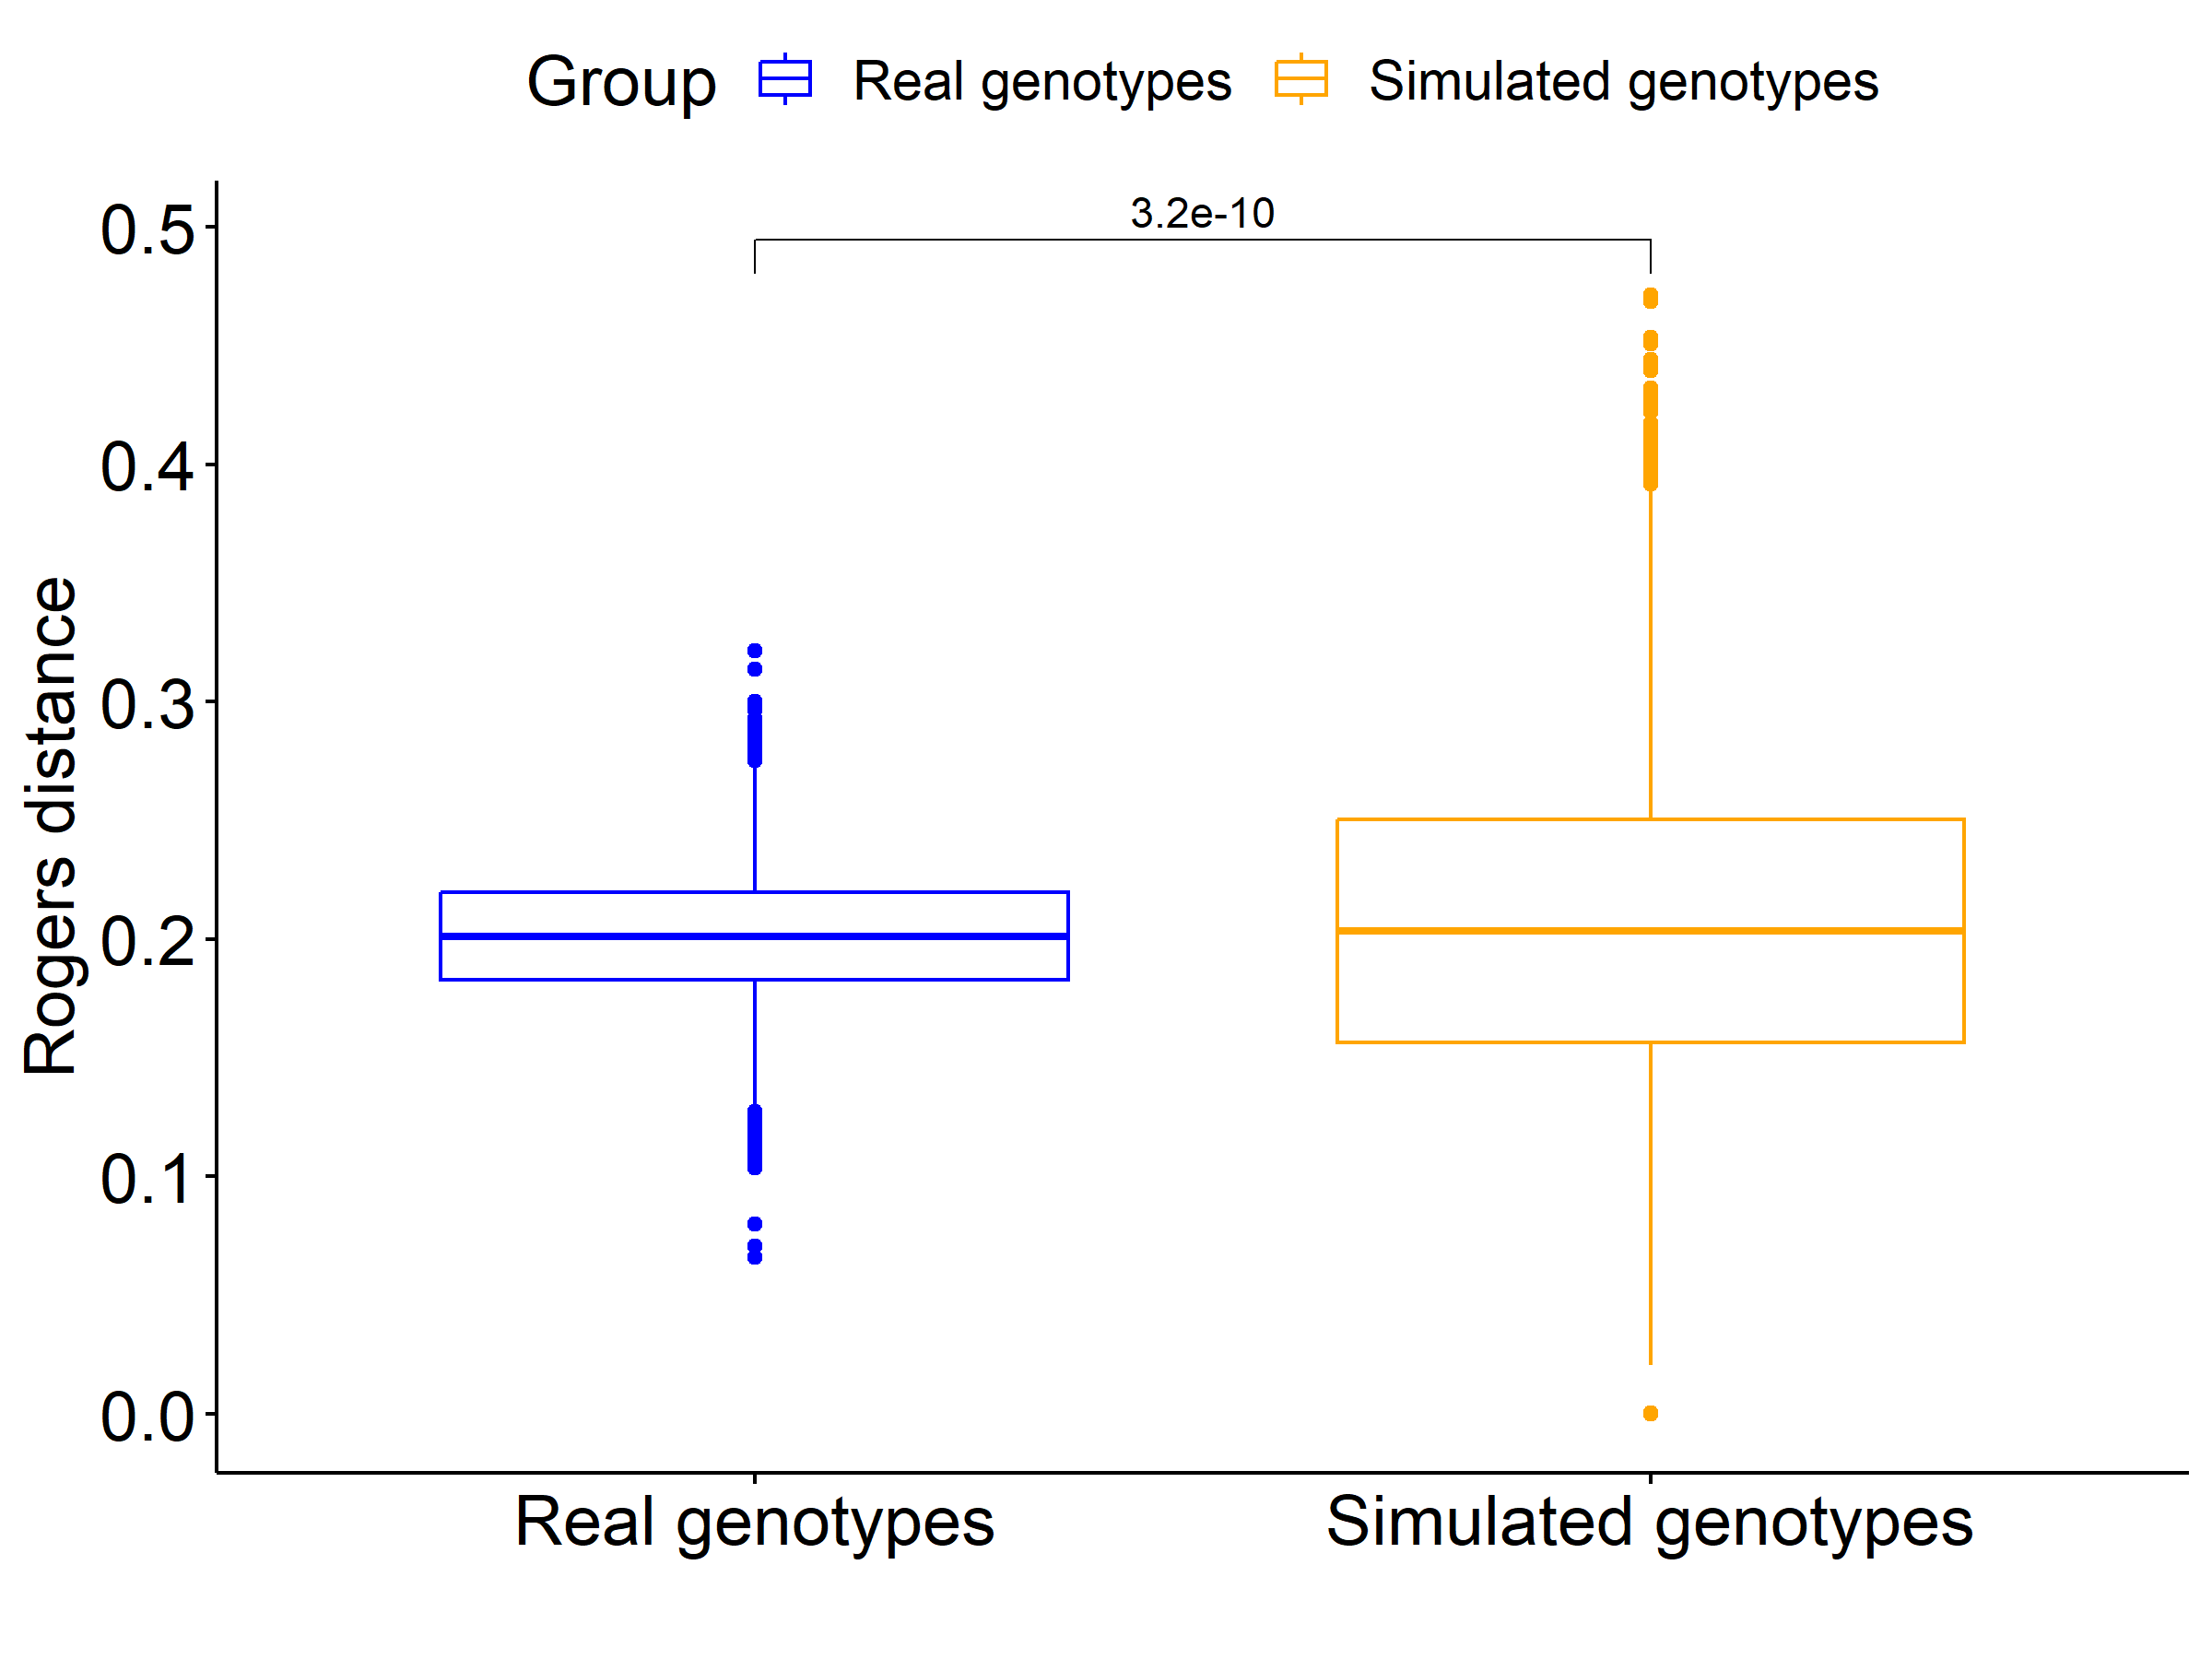 Group Real genotypes Simulated genotypes
3.2e-10
0.5
0.4
0.3
0.2
0.1
0.0
Rogers distance
Real genotypes Simulated genotypes